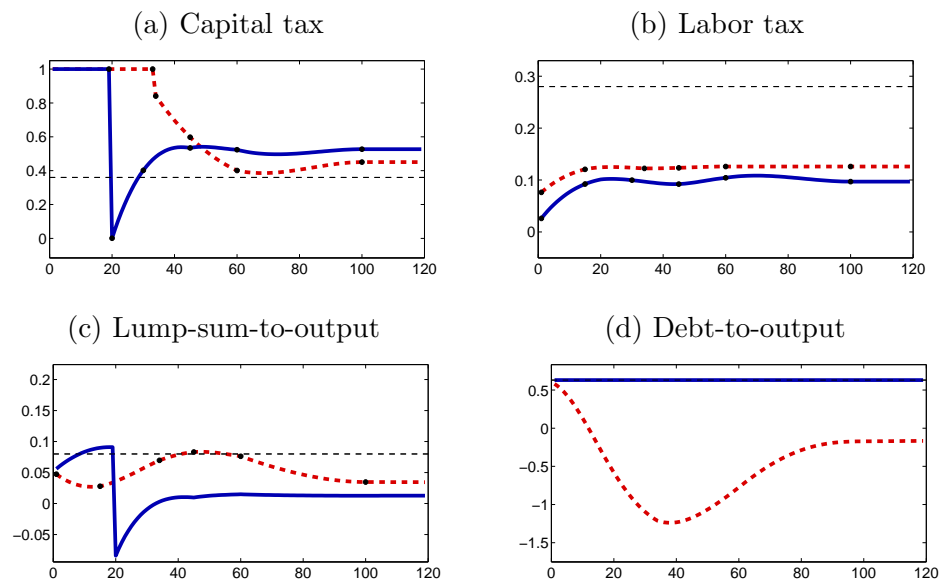 (a) Capital tax
1
0.8
0.6
0.4
0.2
0
0 20 40 60 80 100 120
(b) Labor tax
0.3
0.2
0.1
0
0 20 40 60 80 100 120
(c) Lump-sum-to-output
0.2
0.15
0.1
0.05
0
−0.05
0 20 40 60 80 100 120
(d) Debt-to-output
0.5
0
−0.5
−1
−1.5
0 20 40 60 80 100 120